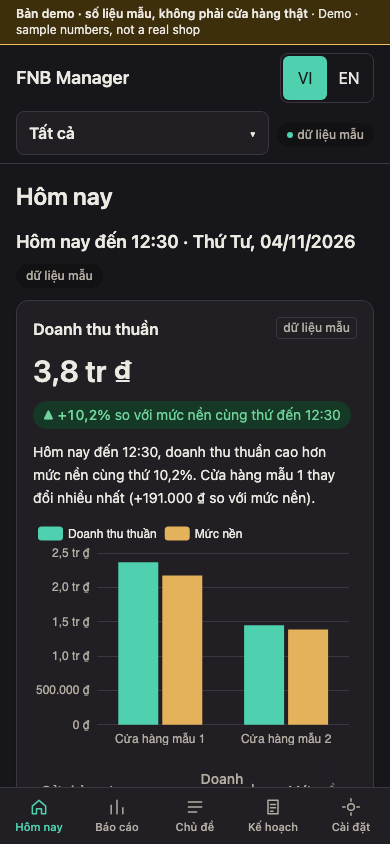 Bản demo · số liệu mẫu, không phải cửa hàng thật · Demo ·
sample numbers, not a real shop
FNB Manager
VI EN
Tất cả
dữ liệu mẫu
Hôm nay
Hôm nay đến 12:30 · Thứ Tư, 04/11/2026
dữ liệu mẫu
Doanh thu thuần
dữ liệu mẫu
3,8 tr ₫
▲ +10,2% so với mức nền cùng thứ đến 12:30
Hôm nay đến 12:30, doanh thu thuần cao hơn
mức nền cùng thứ 10,2%. Cửa hàng mẫu 1 thay
đổi nhiều nhất (+191.000 ₫ so với mức nền).
Doanh thu thuần Mức nền
2,5 tr ₫
2,0 tr ₫
1,5 tr ₫
1,0 tr ₫
500.000 ₫
0 ₫
Cửa hàng mẫu 1 Cửa hàng mẫu 2
Doanh
Hôm nay Báo cáo Chủ đề Kế hoạch Cài đặt